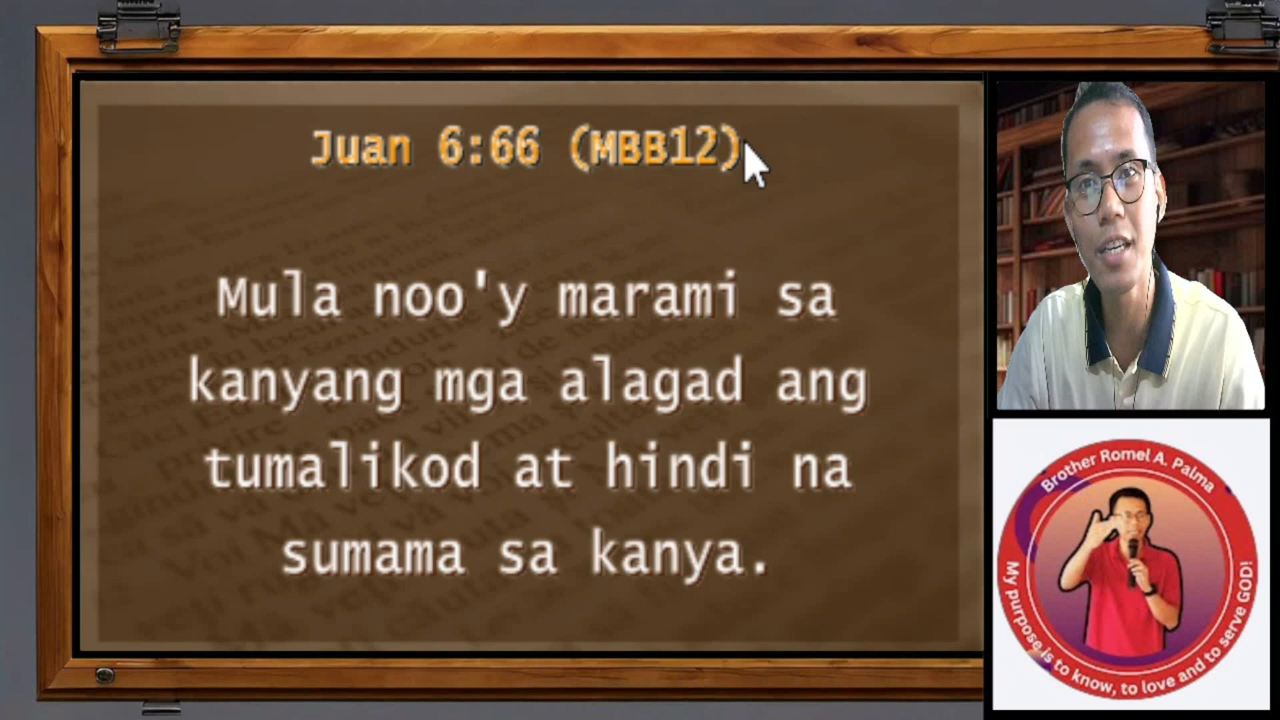 Juan 6:66 (MBB12)
Mula noo'y marami sa
kanyang mga alagad ang
tumalikod at hindi na
sumama sa kanya.
Brother Romel A. Palma
My purpose is to know, to love and to serve GOD!